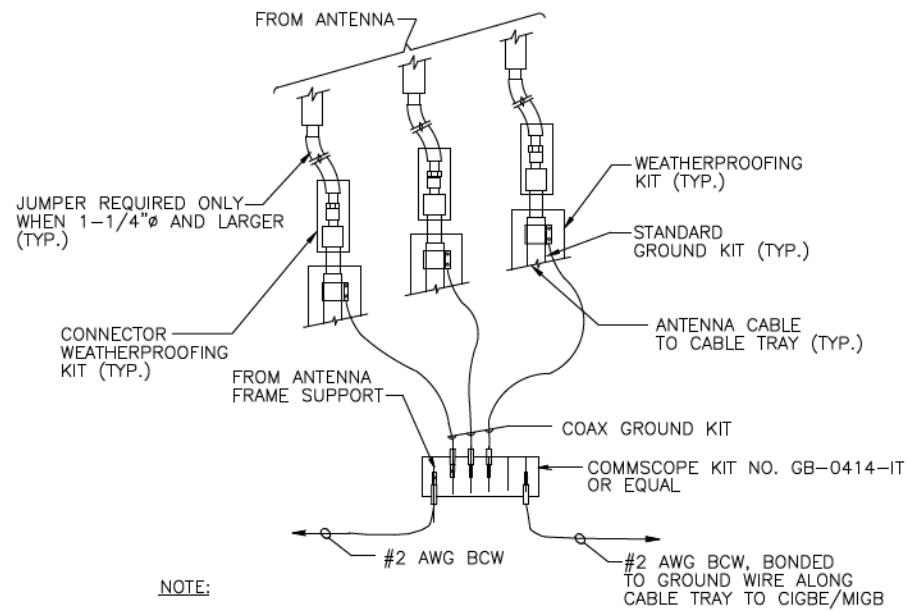 FROM ANTENNA
JUMPER REQUIRED ONLY
WHEN 1-1/4"ø AND LARGER
(TYP.)
WEATHERPROOFING
KIT (TYP.)
STANDARD
GROUND KIT (TYP.)
CONNECTOR
WEATHERPROOFING
KIT (TYP.)
ANTENNA CABLE
TO CABLE TRAY (TYP.)
FROM ANTENNA
FRAME SUPPORT
COAX GROUND KIT
COMMSCOPE KIT NO. GB-0414-IT
OR EQUAL
#2 AWG BCW
#2 AWG BCW, BONDED
TO GROUND WIRE ALONG
CABLE TRAY TO CIGBE/MIGB
NOTE: